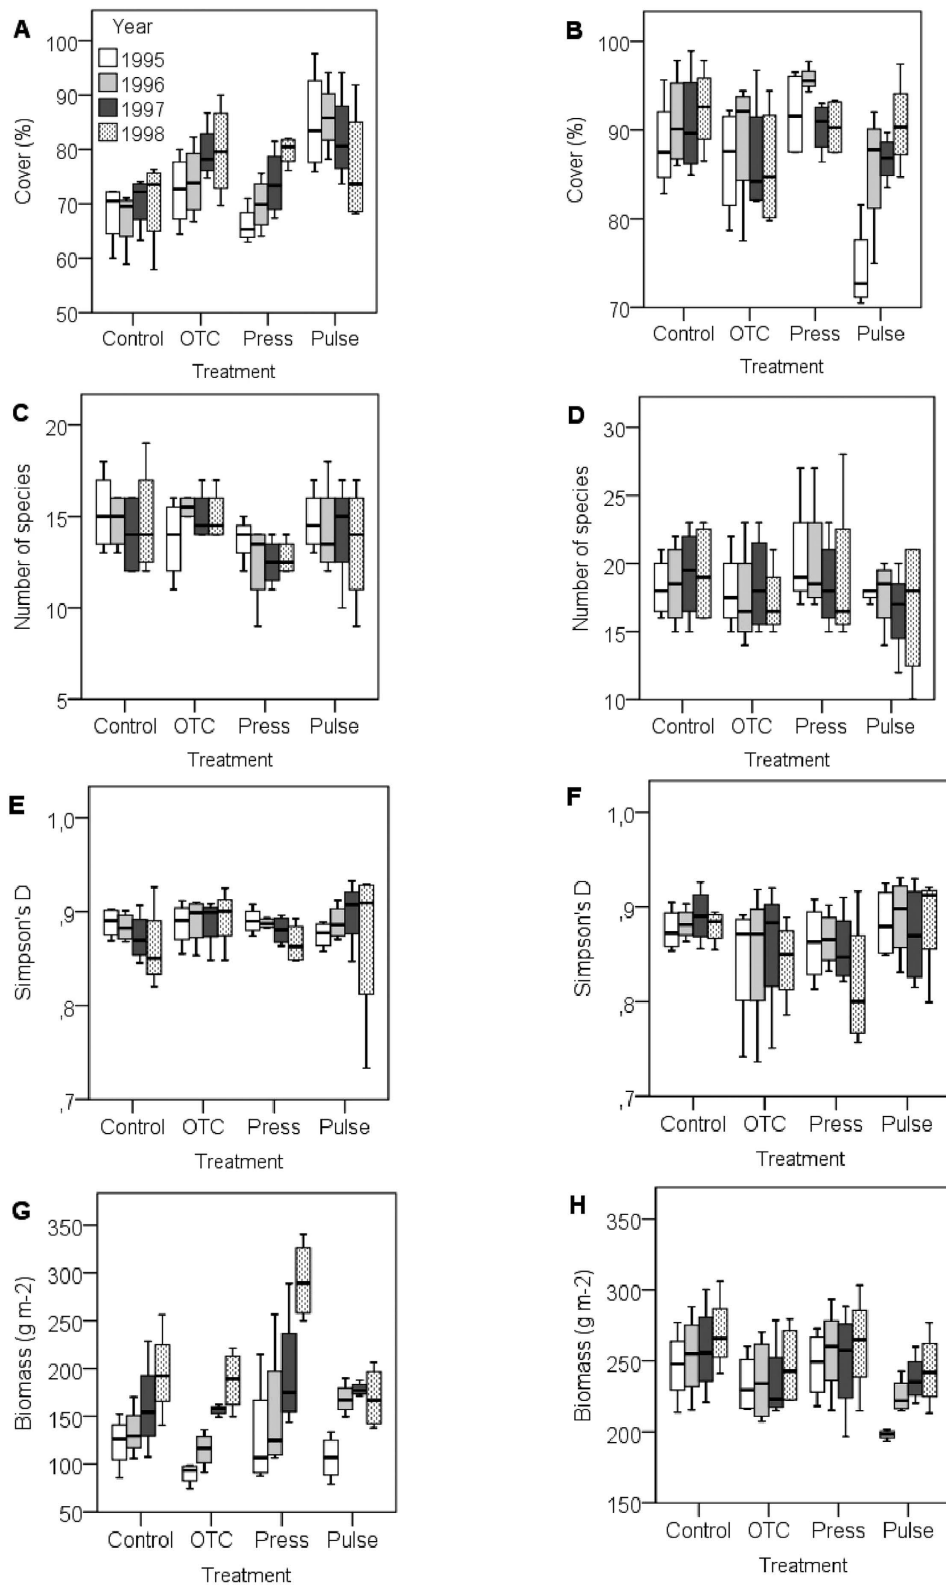 A
Year
1995
1996
1997
1998
Cover (%)
100
90
80
70
60
50
Control OTC Press Pulse
Treatment
B
Cover (%)
100
90
80
70
Control OTC Press Pulse
Treatment
C
Number of species
20
15
10
5
Control OTC Press Pulse
Treatment
D
Number of species
30
25
20
15
10
Control OTC Press Pulse
Treatment
E
Simpson's D
1,0
,9
,8
,7
Control OTC Press Pulse
Treatment
F
Simpson's D
1,0
,9
,8
,7
Control OTC Press Pulse
Treatment
G
Biomass (g m-2)
350
300
250
200
150
100
50
Control OTC Press Pulse
Treatment
H
Biomass (g m-2)
350
300
250
200
150
Control OTC Press Pulse
Treatment